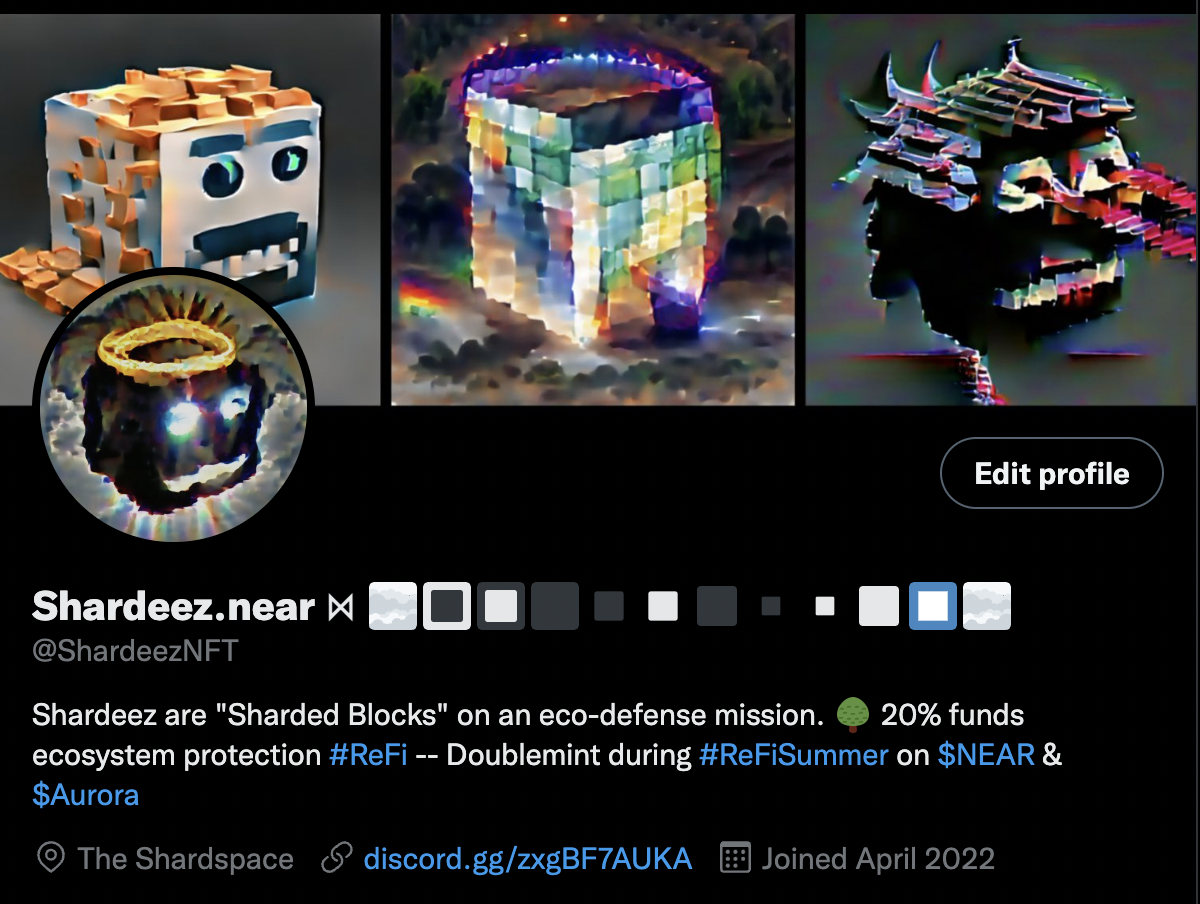 Edit profile
Shardeez.near ⋈
@ShardeezNFT
Shardeez are "Sharded Blocks" on an eco-defense mission. 🌳 20% funds
ecosystem protection #ReFi -- Doublemint during #ReFiSummer on $NEAR &
$Aurora
The Shardspace discord.gg/zxgBF7AUKA Joined April 2022